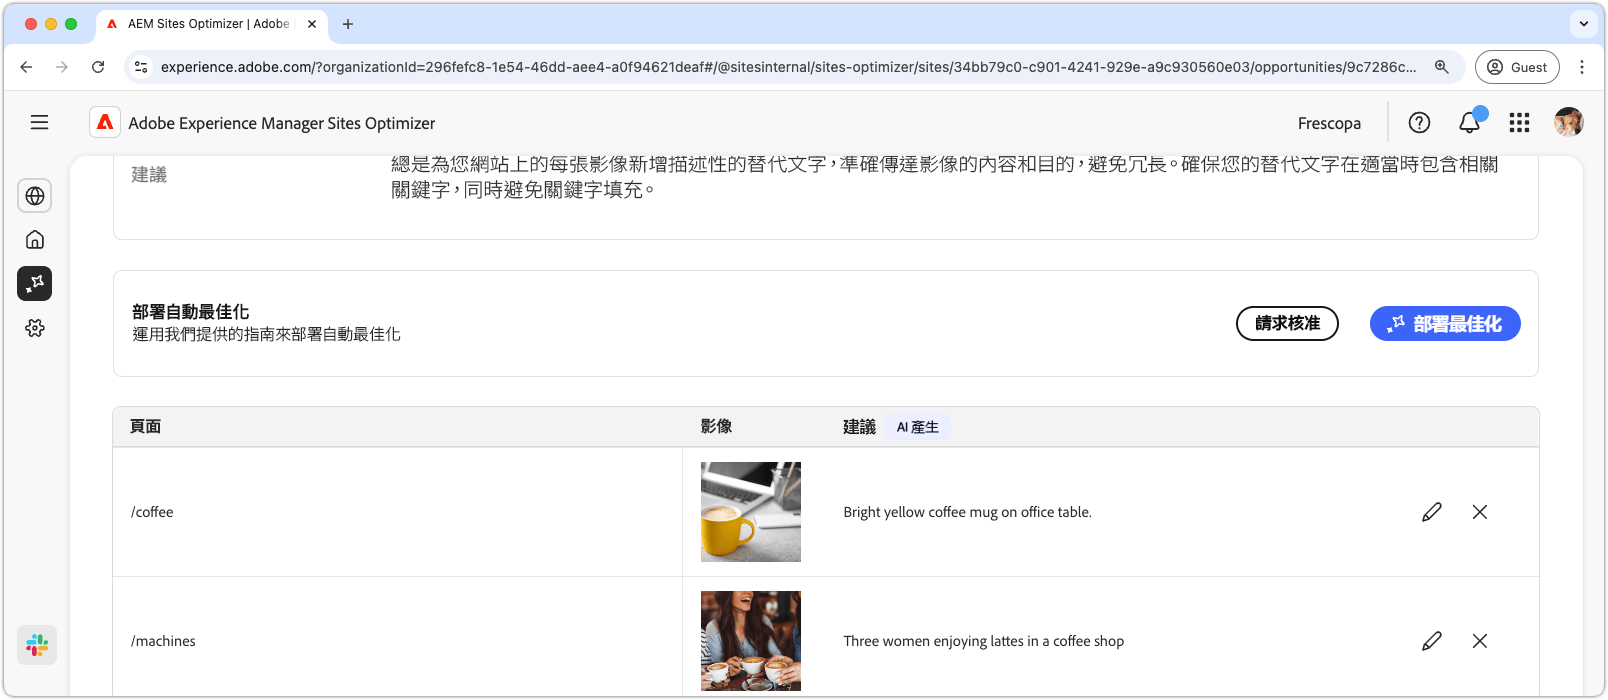 AEM Sites Optimizer | Adobe
experience.adobe.com/?organizationId=296fefc8-1e54-46dd-aee4-a0f94621deaf#/@sitesinternal/sites-optimizer/sites/34bb79c0-c901-4241-929e-a9c930560e03/opportunities/9c7286c...
Guest
Adobe Experience Manager Sites Optimizer
Frescopa
建議
總是為您網站上的每張影像新增描述性的替代文字，準確傳達影像的內容和目的，避免冗長。確保您的替代文字在適當時包含相關
關鍵字，同時避免關鍵字填充。
部署自動最佳化
運用我們提供的指南來部署自動最佳化
請求核准
部署最佳化
頁面
影像
建議
AI 產生
/coffee
Bright yellow coffee mug on office table.
/machines
Three women enjoying lattes in a coffee shop